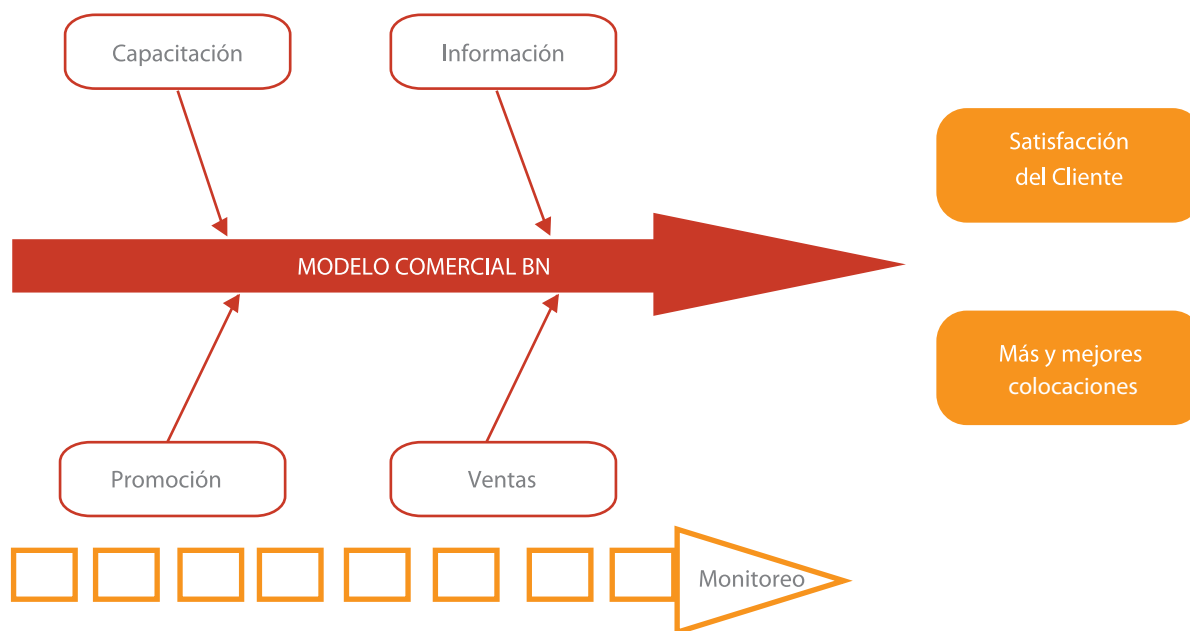 Capacitación
Información
Satisfacción
del Cliente
MODELO COMERCIAL BN
Más y mejores
colocaciones
Promoción
Ventas
Monitoreo